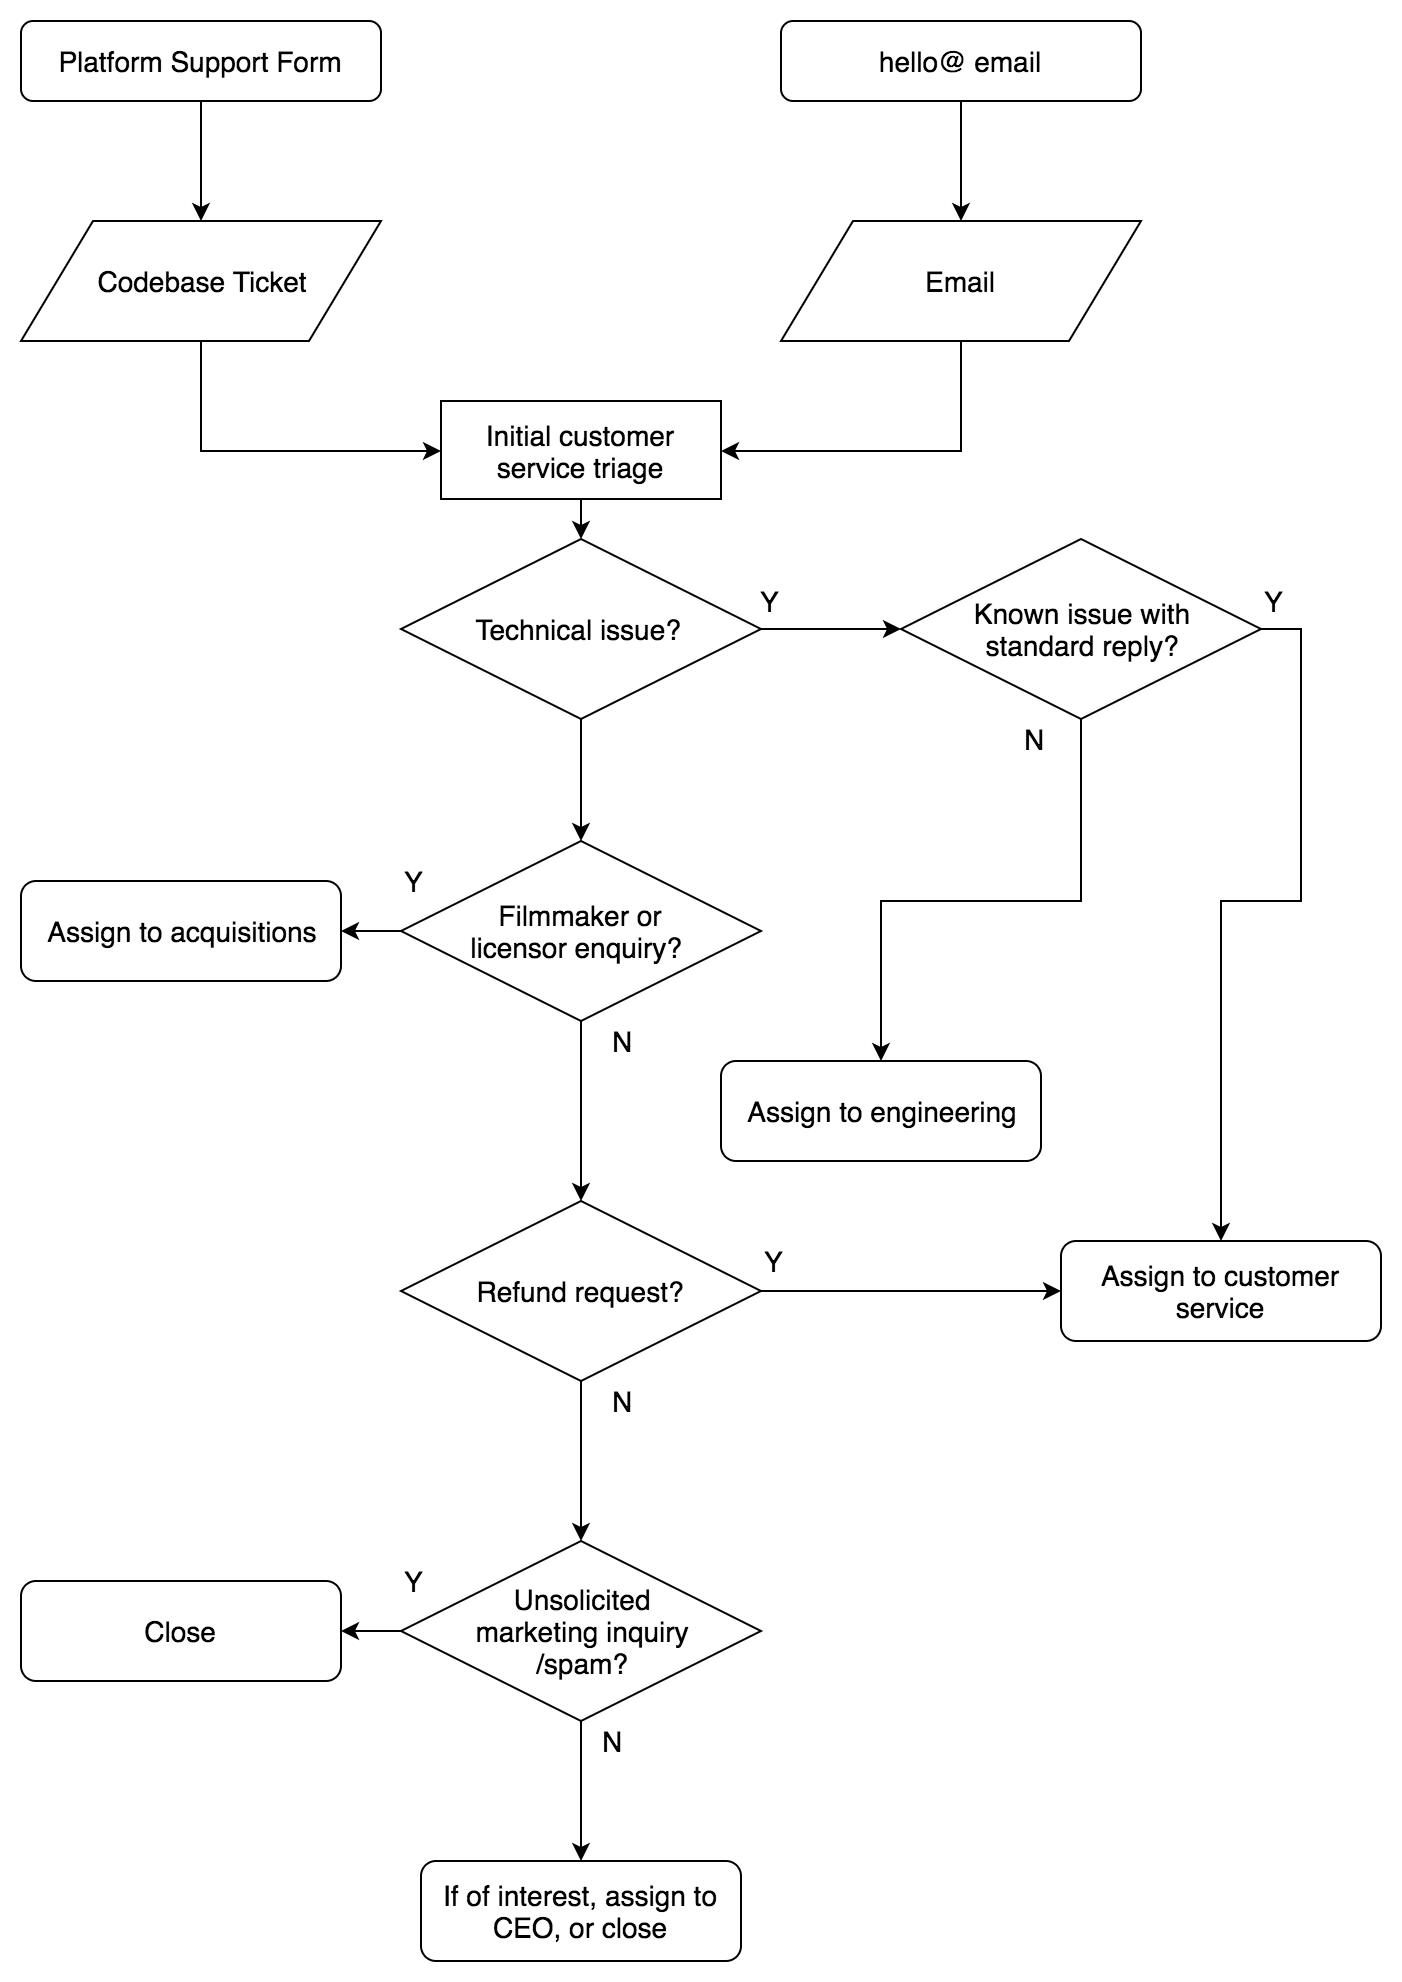 Platform Support Form
hello@ email
Codebase Ticket
Email
Initial customer
service triage
Technical issue?
Y
Known issue with
standard reply?
Y
N
Y
Filmmaker or
licensor enquiry?
Assign to acquisitions
N
Assign to engineering
Refund request?
Y
Assign to customer
service
N
Y
Unsolicited
marketing inquiry
/spam?
Close
N
If of interest, assign to
CEO, or close